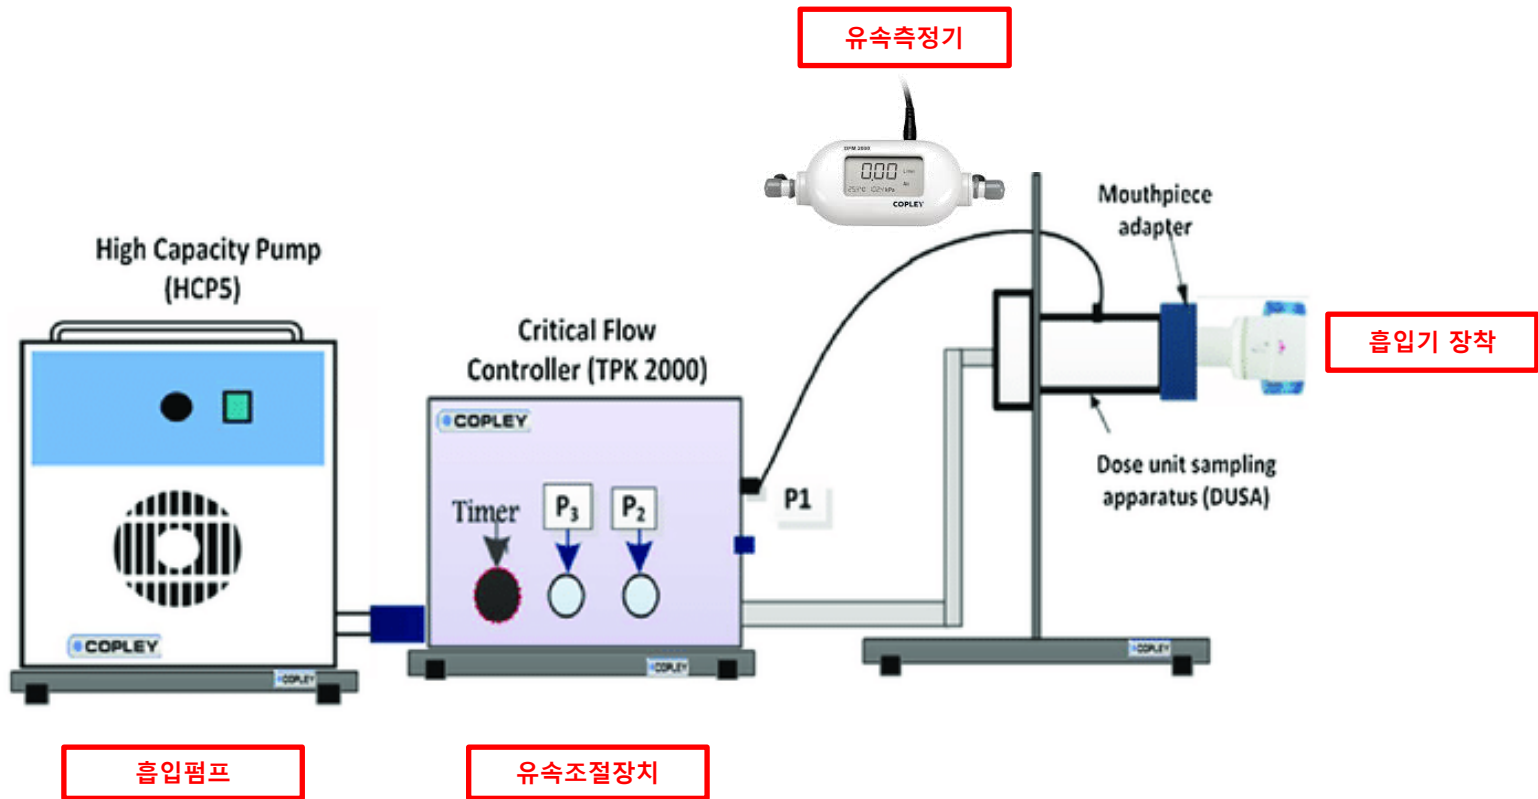 유속측정기
DFM 2000
0.00 L/min
COPLEY
Mouthpiece
adapter
High Capacity Pump
(HCP5)
Critical Flow
Controller (TPK 2000)
흡입기 장착
COPLEY
Timer
P3
P2
P1
Dose unit sampling
apparatus (DUSA)
COPLEY
COPLEY
COPLEY
COPLEY
흡입펌프
유속조절장치